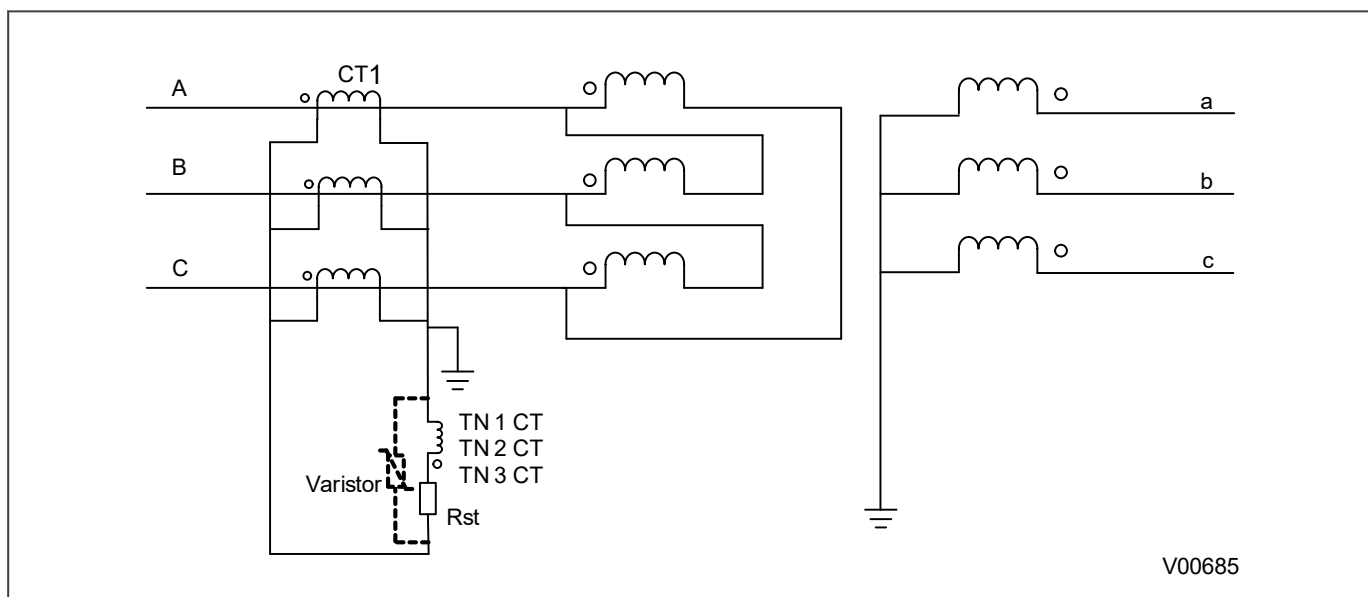 CT1
A
a
B
b
C
c
TN 1 CT
TN 2 CT
TN 3 CT
Varistor
Rst
V00685